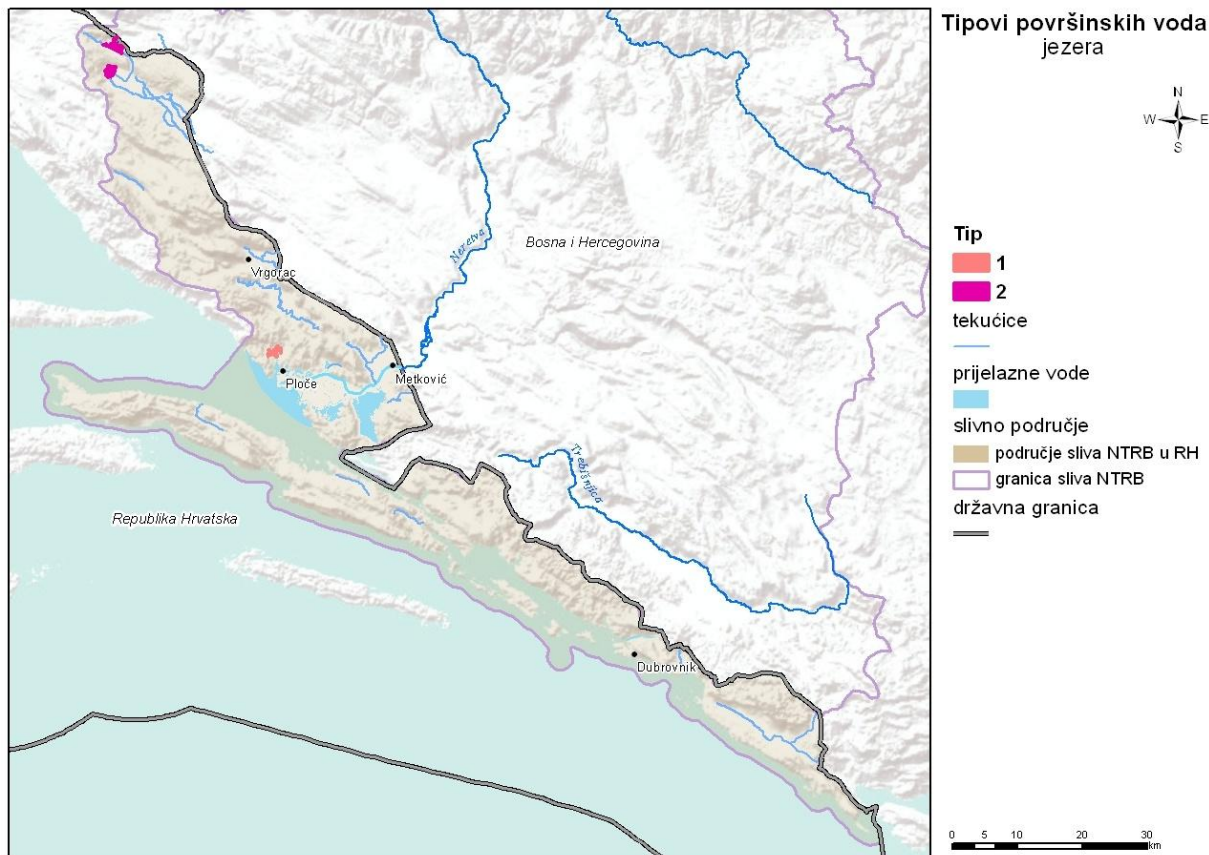 Tipovi površinskih voda
jezera
N
W E
S
Neretva
Bosna i Hercegovina
Vrgorac
Ploče
Metković
Trebišnjica
Republika Hrvatska
Dubrovnik
Tip
1
2
tekućice
prijelazne vode
slivno područje
područje sliva NTRB u RH
granica sliva NTRB
državna granica
0 5 10 20 30
km